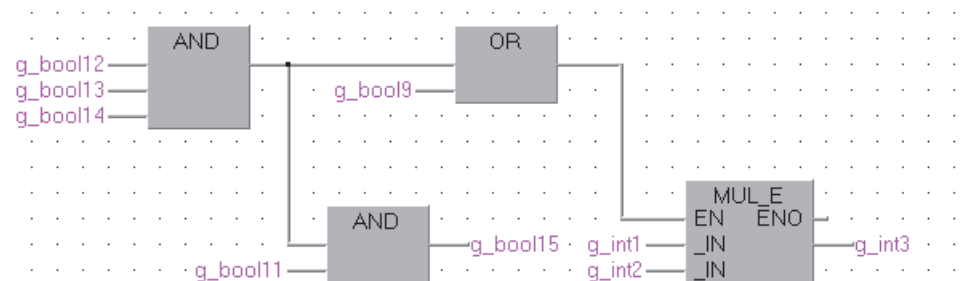 AND
OR
g_bool12
g_bool13
g_bool9
g_bool14
MUL_E
AND
EN ENO
g_bool15
g_int1
_IN
g_int3
g_bool11
g_int2
_IN